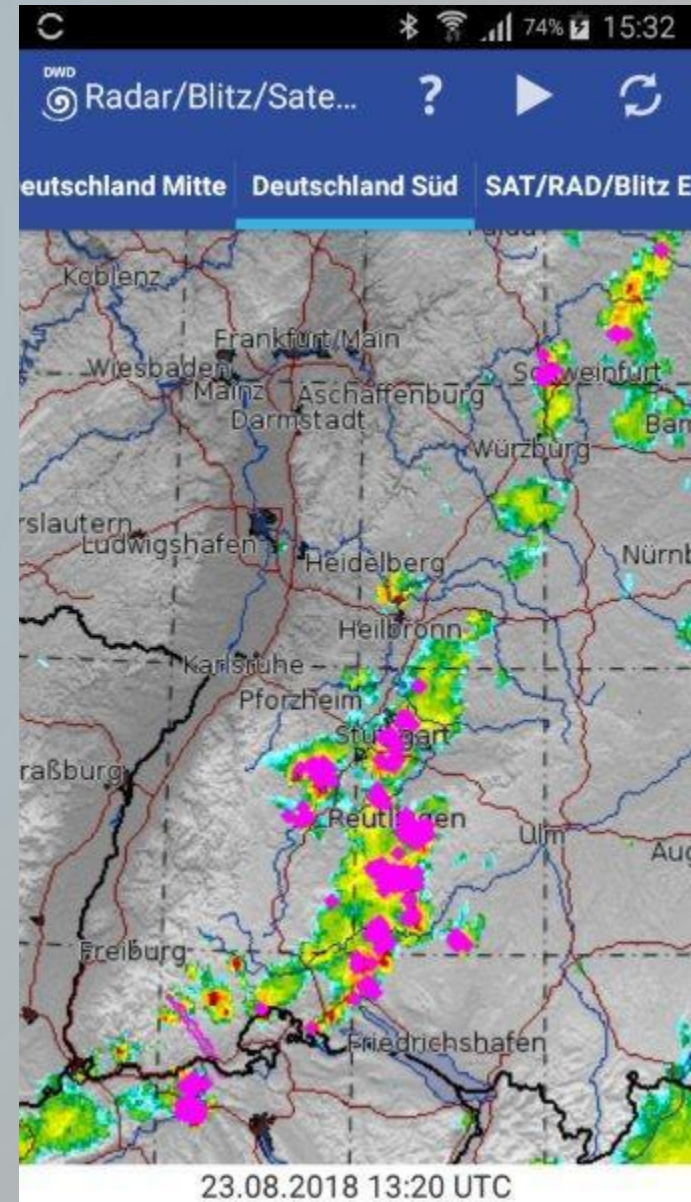 74% 15:32
DWD
Radar/Blitz/Sate... ?
eutschland Mitte Deutschland Süd SAT/RAD/Blitz E
Koblenz
Frankfurt/Main
Wiesbaden
Mainz Aschaffenburg
Schweinfurt
Darmstadt
Bam
Würzburg
rslautern
Ludwigshafen
Heidelberg
Nürnb
Heilbronn
Karlsruhe
Pforzheim
Stuttgart
raßburg
Reutlingen
Ulm
Aug
Freiburg
Friedrichshafen
23.08.2018 13:20 UTC